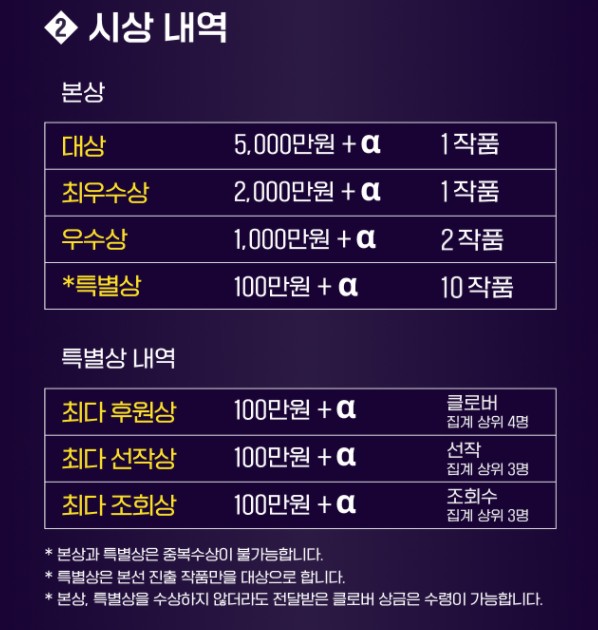 2 시상 내역
본상
대상 5,000만원 + α 1 작품
최우수상 2,000만원 + α 1 작품
우수상 1,000만원 + α 2 작품
*특별상 100만원 + α 10 작품
특별상 내역
최다 후원상 100만원 + α 클로버
집계 상위 4명
최다 선작상 100만원 + α 선작
집계 상위 3명
최다 조회상 100만원 + α 조회수
집계 상위 3명
* 본상과 특별상은 중복수상이 불가능합니다.
* 특별상은 본선 진출 작품만을 대상으로 합니다.
* 본상, 특별상을 수상하지 않더라도 전달받은 클로버 상금은 수령이 가능합니다.